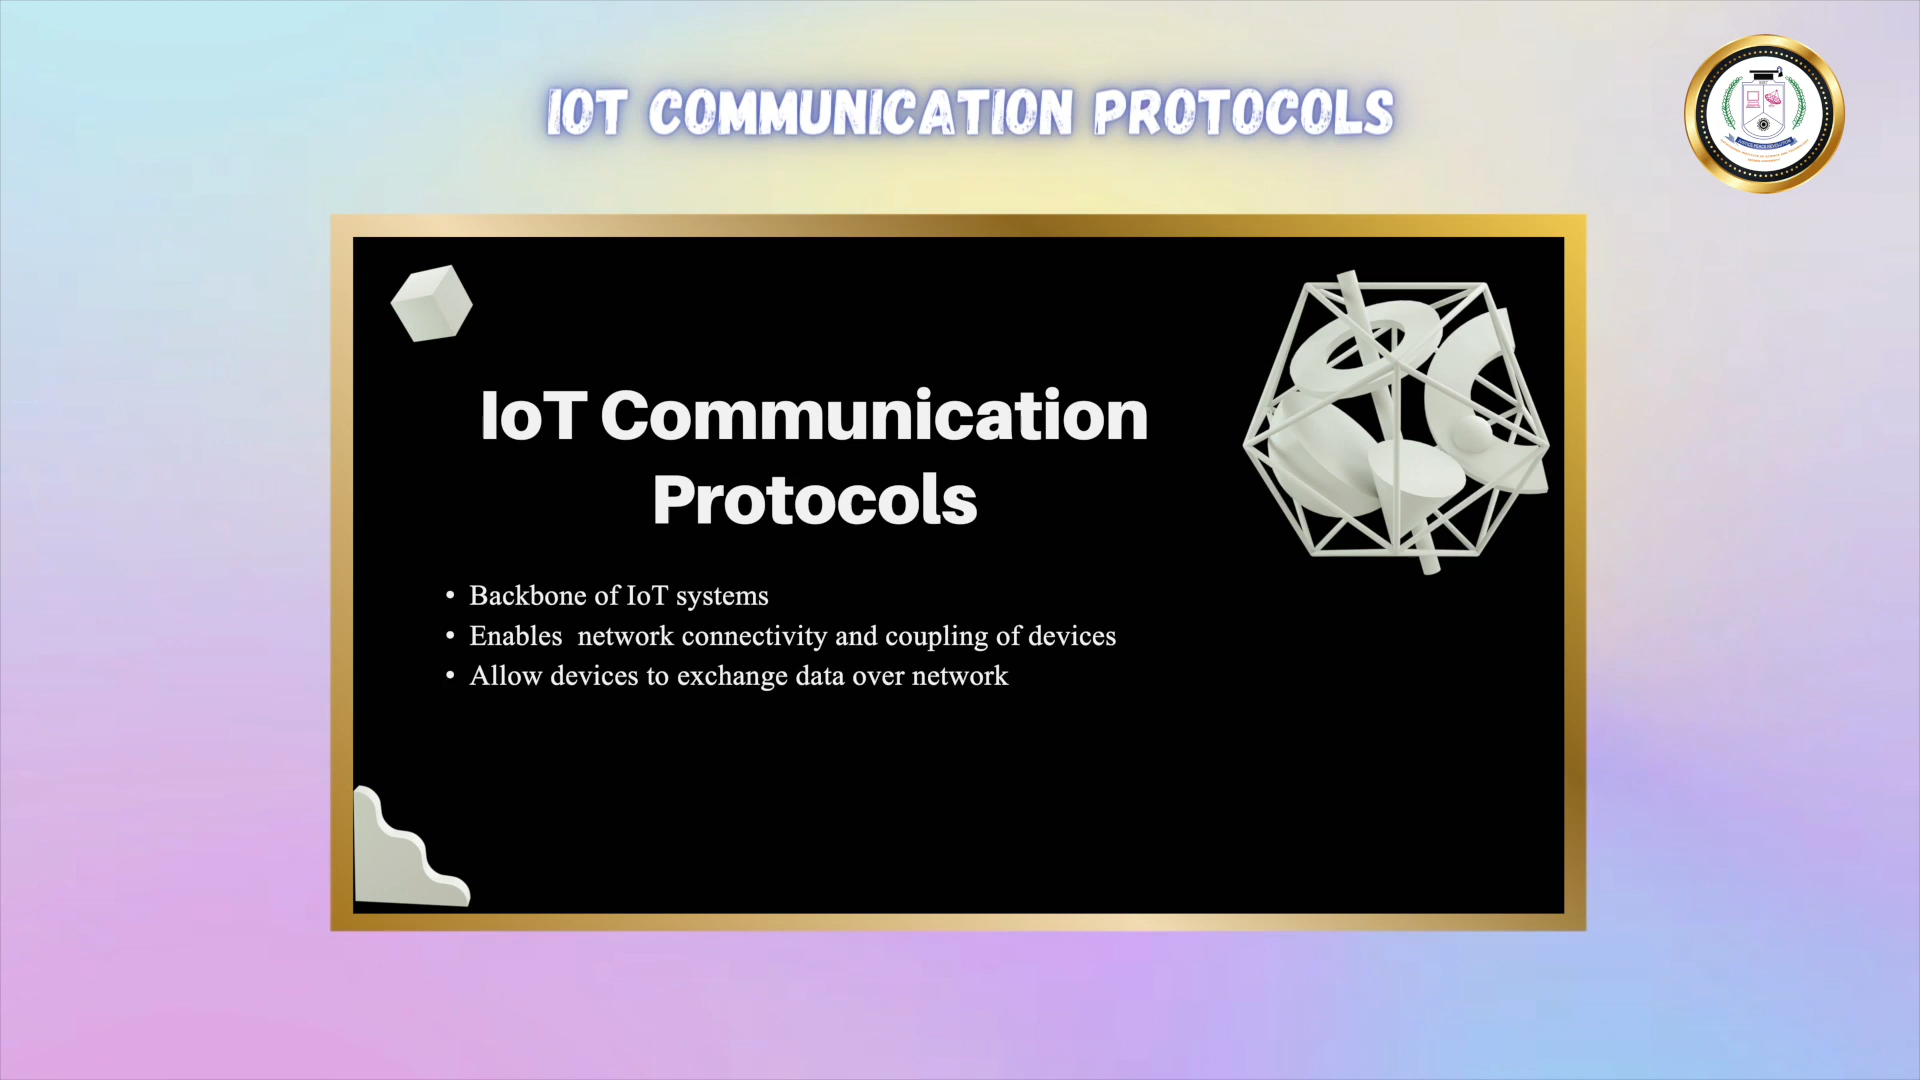 IOT COMMUNICATION PROTOCOLS
IoT Communication
Protocols
• Backbone of IoT systems
• Enables  network connectivity and coupling of devices
• Allow devices to exchange data over network